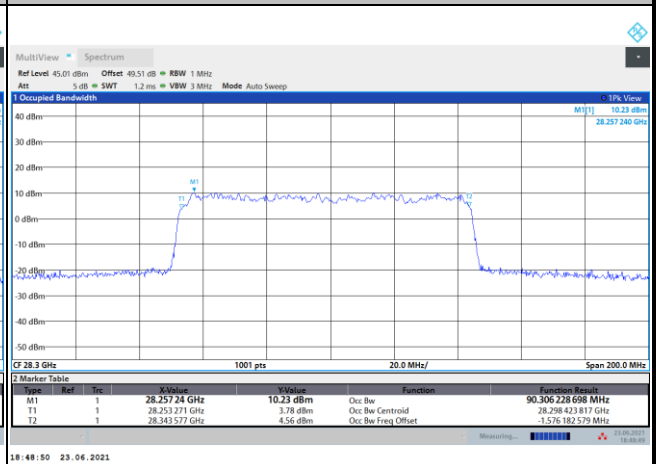 MultiView Spectrum
Ref Level 45.01 dBm Offset 49.51 dB RBW 1 MHz
Att 5 dB SWT 1.2 ms VBW 3 MHz Mode Auto Sweep
1 Occupied Bandwidth 1Pk View
M1[1] 10.23 dBm
28.257 240 GHz
40 dBm
30 dBm
20 dBm
M1
10 dBm
T1 T2
0 dBm
-10 dBm
-20 dBm
-30 dBm
-40 dBm
-50 dBm
CF 28.3 GHz 1001 pts 20.0 MHz/ Span 200.0 MHz
2 Marker Table
Type Ref Trc X-Value Y-Value Function Function Result
M1 1 28.257 24 GHz 10.23 dBm Occ Bw 90.306 228 698 MHz
T1 1 28.253 271 GHz 3.78 dBm Occ Bw Centroid 28.298 423 817 GHz
T2 1 28.343 577 GHz 4.56 dBm Occ Bw Freq Offset -1.576 182 579 MHz
Measuring... 23.06.2021
18:48:50 23.06.2021